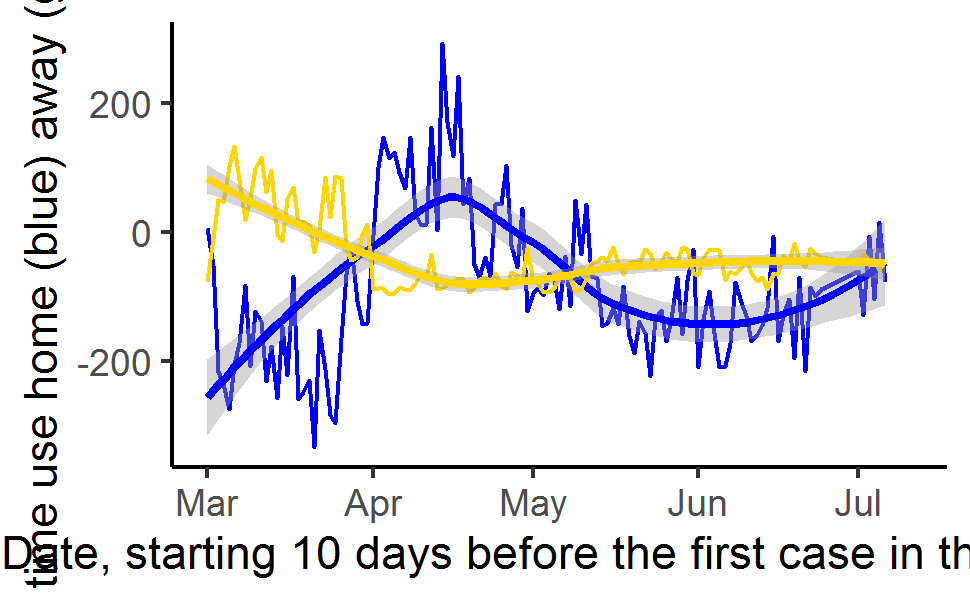 time use home (blue) away (
200
0
-200
Mar Apr May Jun Jul
Date, starting 10 days before the first case in th